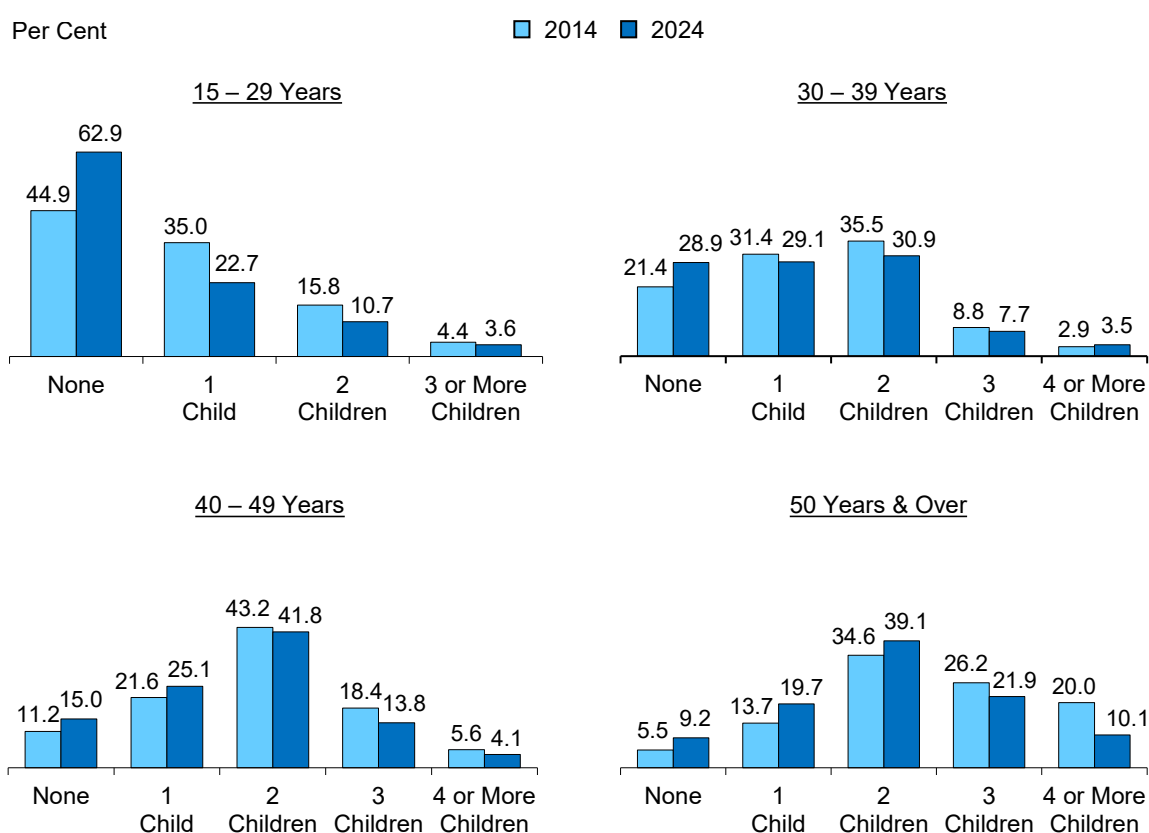 Per Cent
2014 2024
15 – 29 Years
62.9
44.9
35.0
22.7
15.8
10.7
4.4 3.6
None 1 2 3 or More
Child Children Children
30 – 39 Years
35.5
31.4 29.1 30.9
28.9
21.4
8.8 7.7
2.9 3.5
None 1 2 3 4 or More
Child Children Children Children
40 – 49 Years
43.2 41.8
21.6 25.1
18.4
11.2 15.0 13.8
5.6 4.1
None 1 2 3 4 or More
Child Children Children Children
50 Years & Over
39.1
34.6
26.2
21.9 20.0
13.7 19.7
5.5 9.2 10.1
None 1 2 3 4 or More
Child Children Children Children